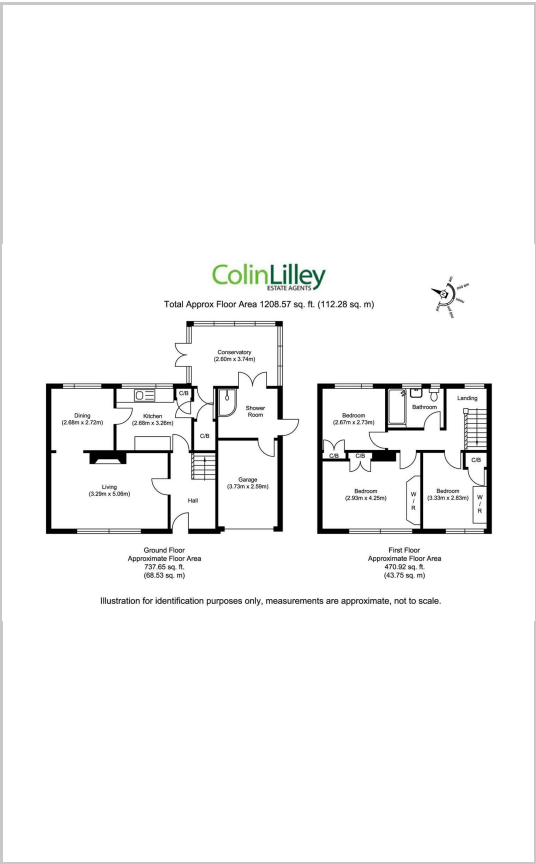 ColinLilley
ESTATE AGENTS
Total Approx Floor Area 1208.57 sq. ft. (112.28 sq. m)
Conservatory
(2.60m x 3.74m)
C/B
Dining
(2.68m x 2.72m)
Kitchen
(2.68m x 3.26m)
Shower
Room
C/B
Living
(3.29m x 5.06m)
Hall
Garage
(3.73m x 2.59m)
Bedroom
(2.67m x 2.73m)
Bathroom
Landing
C/B
C/B
C/B
Bedroom
(2.93m x 4.25m)
W/R
Bedroom
(3.33m x 2.83m)
W/R
Ground Floor
Approximate Floor Area
737.65 sq. ft.
(68.53 sq. m)
First Floor
Approximate Floor Area
470.92 sq. ft.
(43.75 sq. m)
Illustration for identification purposes only, measurements are approximate, not to scale.